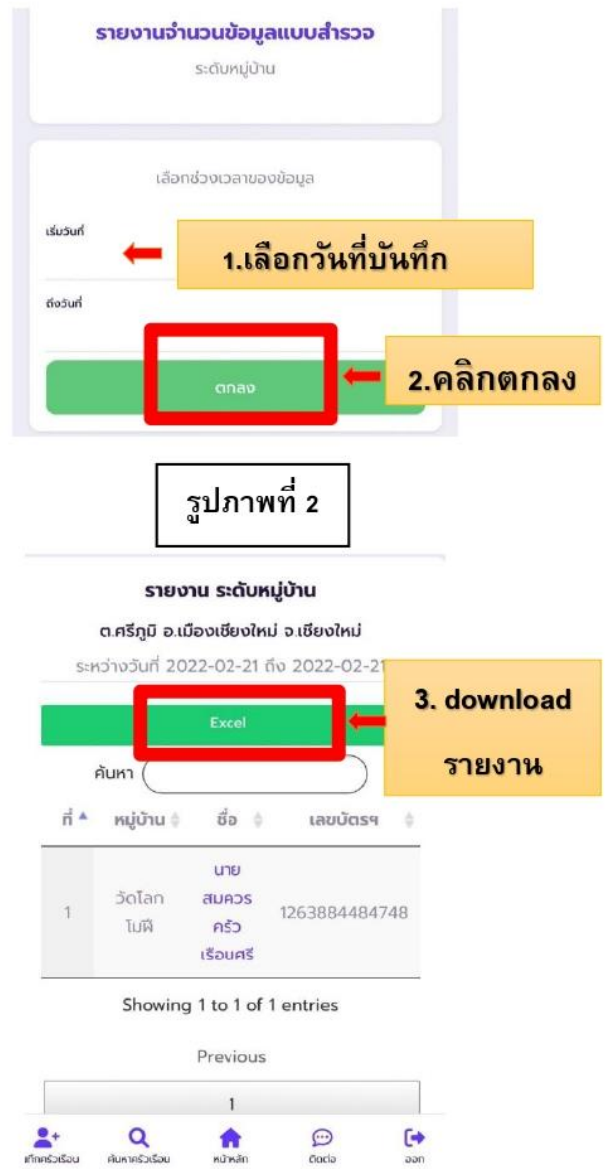 รายงานจำนวนข้อมูลแบบสำรวจ
ระดับหมู่บ้าน
เลือกช่วงเวลาของข้อมูล
เริ่มวันที่
1.เลือกวันที่บันทึก
ถึงวันที่
ตกลง
2.คลิกตกลง
รูปภาพที่ 2
รายงาน ระดับหมู่บ้าน
ต.ศรีภูมิ อ.เมืองเชียงใหม่ จ.เชียงใหม่
ระหว่างวันที่ 2022-02-21 ถึง 2022-02-21
3. download
รายงาน
Excel
ค้นหา
ที่ หมู่บ้าน ชื่อ เลขบัตรฯ
1 วัดโลกโมฬี นายสมควร ครัวเรือนศรี 1263884484748
Showing 1 to 1 of 1 entries
Previous
1
ค้นหาครัวเรือน หน้าหลัก ติดต่อ ออก